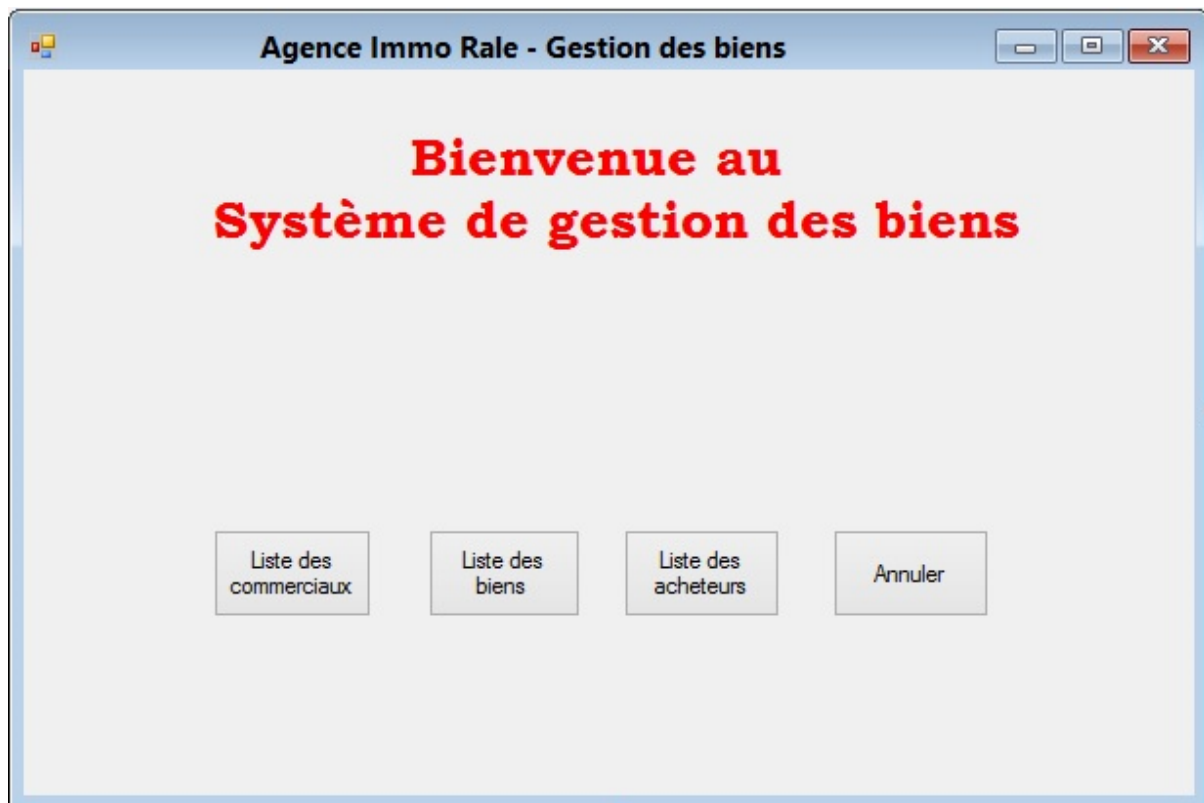 Agence Immo Rale - Gestion des biens
Bienvenue au
Système de gestion des biens
Liste des
commerciaux
Liste des
biens
Liste des
acheteurs
Annuler